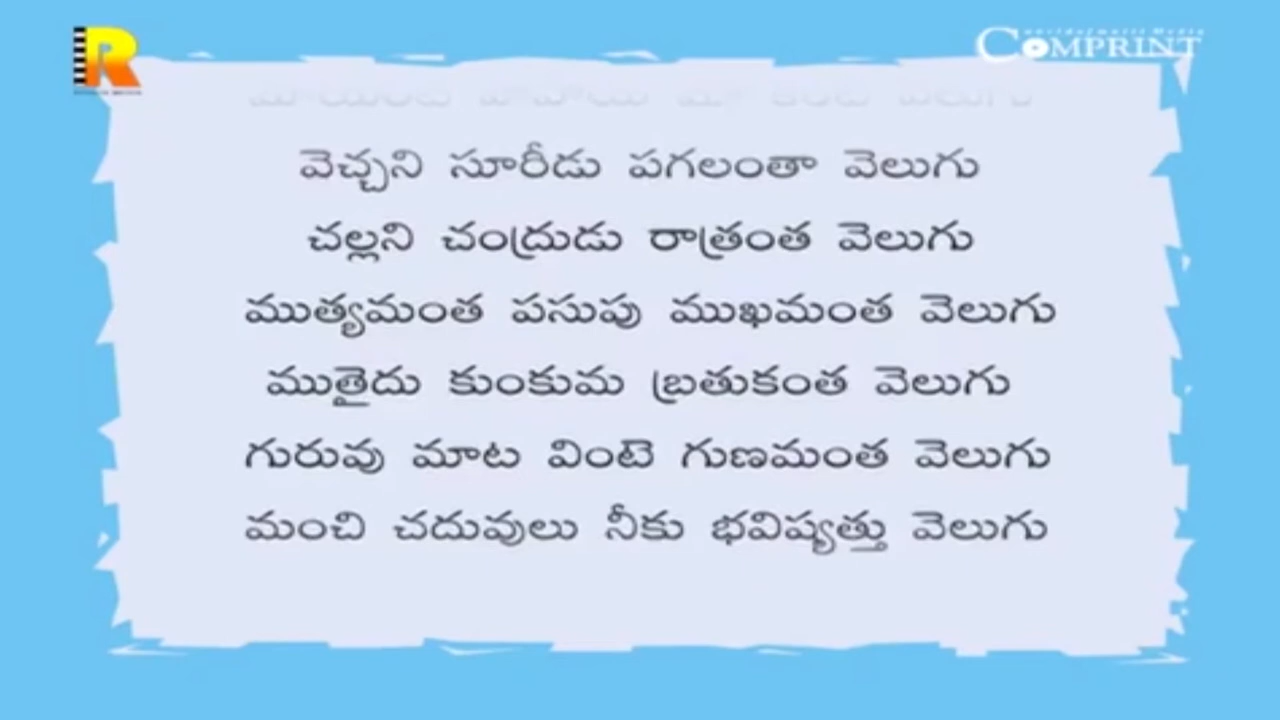 R
COMPRINT
వెచ్చని సూరీడు పగలంతా వెలుగు
చల్లని చంద్రుడు రాత్రంత వెలుగు
ముత్యమంత పసుపు ముఖమంత వెలుగు
ముత్తైదు కుంకుమ బ్రతుకంత వెలుగు
గురువు మాట వింటె గుణమంత వెలుగు
మంచి చదువులు నీకు భవిష్యత్తు వెలుగు